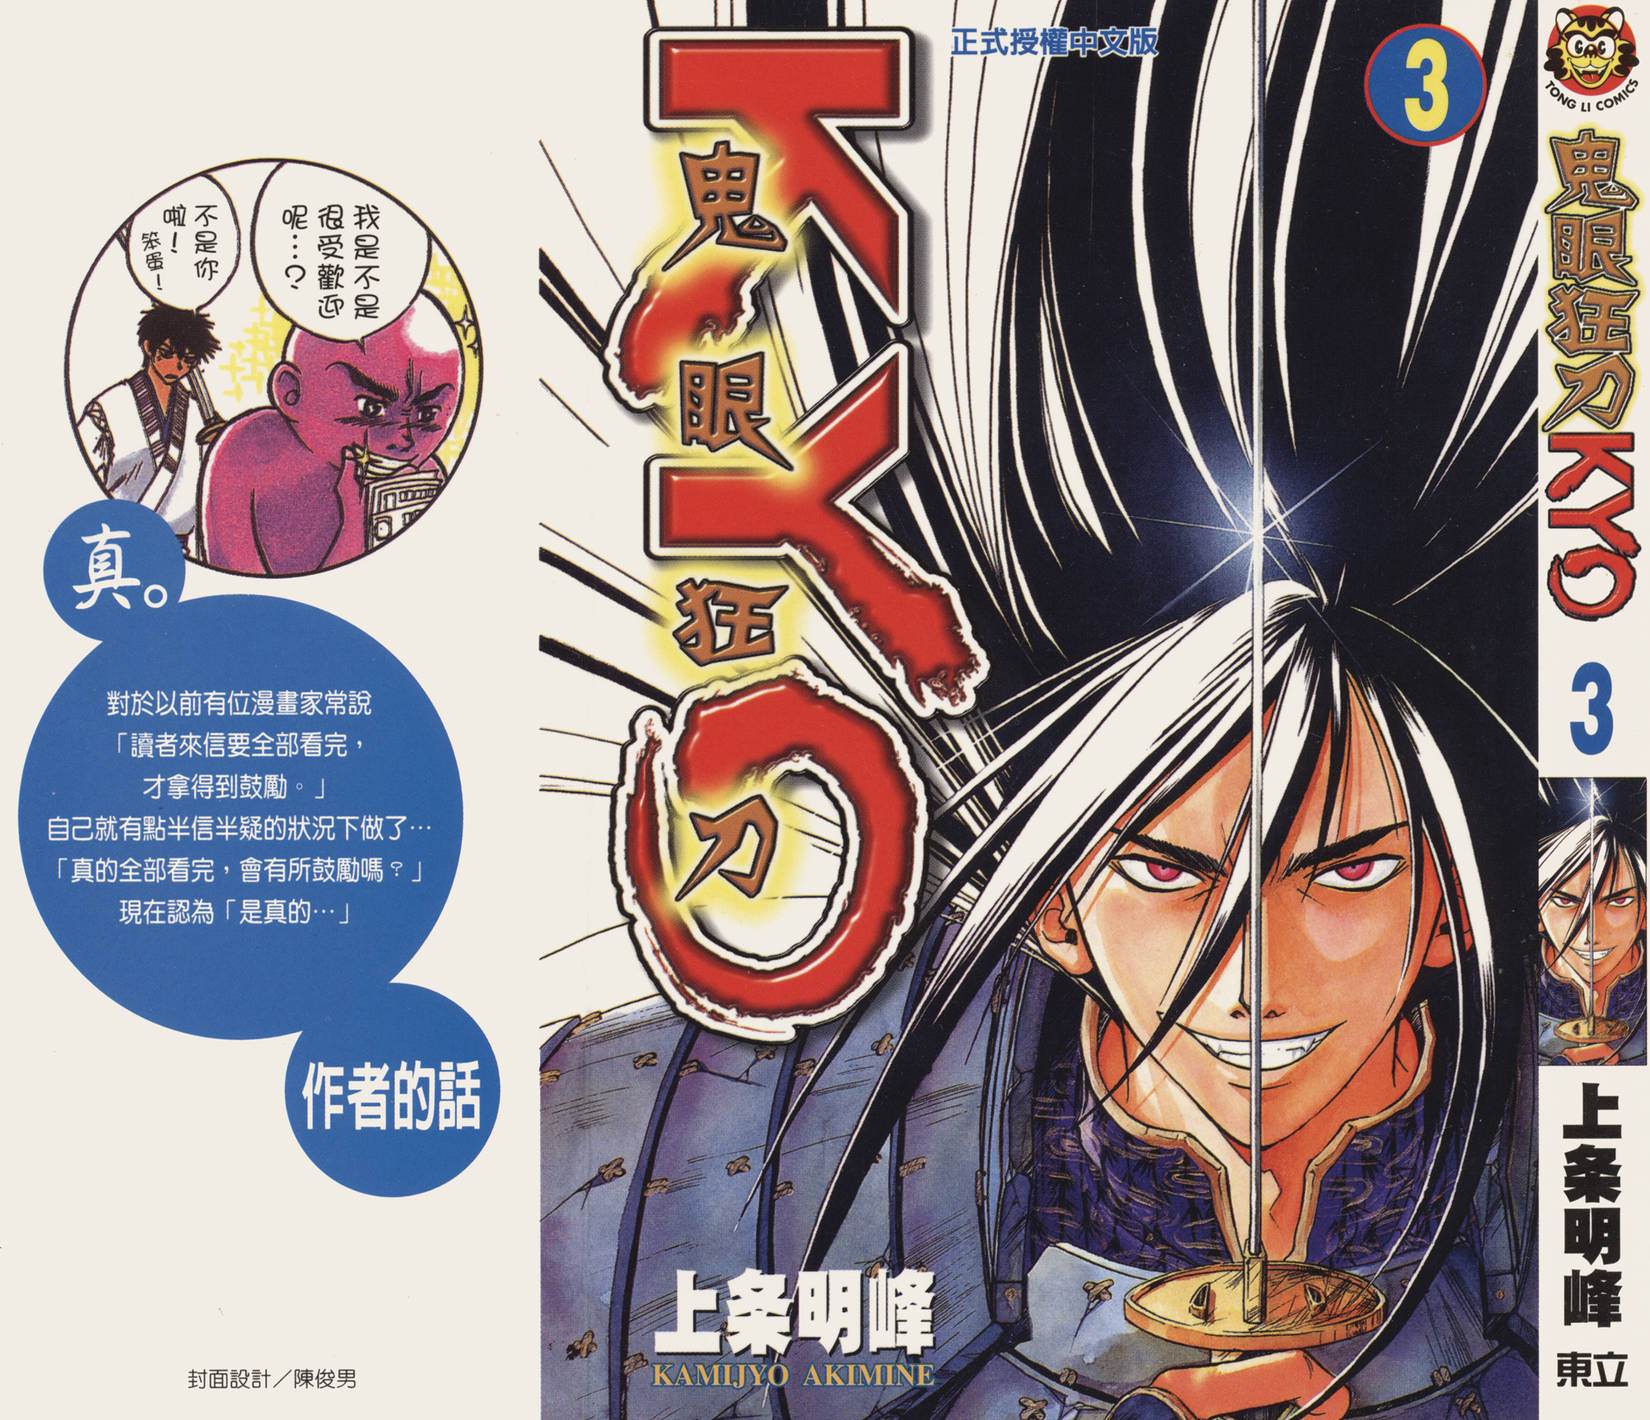 我是不是
很受歡迎
呢…?
不是你
啦!
笨蛋!
真。
對於以前有位漫畫家常說
「讀者來信要全部看完，
才拿得到鼓勵。」
自己就有點半信半疑的狀況下做了…
「真的全部看完，會有所鼓勵嗎？」
現在認為「是真的…」
作者的話
封面設計／陳俊男
正式授權中文版
3
KYO
鬼眼狂刀
上条明峰
KAMIJYO AKIMINE
TONG LI COMICS
鬼眼狂刀KYO
3
上条明峰
東立